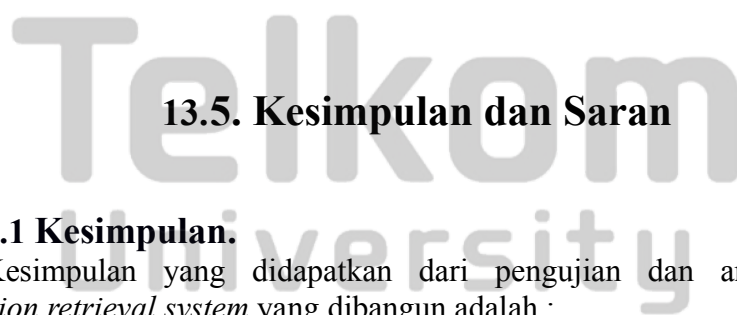 Telkom
13.5. Kesimpulan dan Saran
University
.1 Kesimpulan.
Kesimpulan yang didapatkan dari pengujian dan
retrieval system yang dibangun adalah :